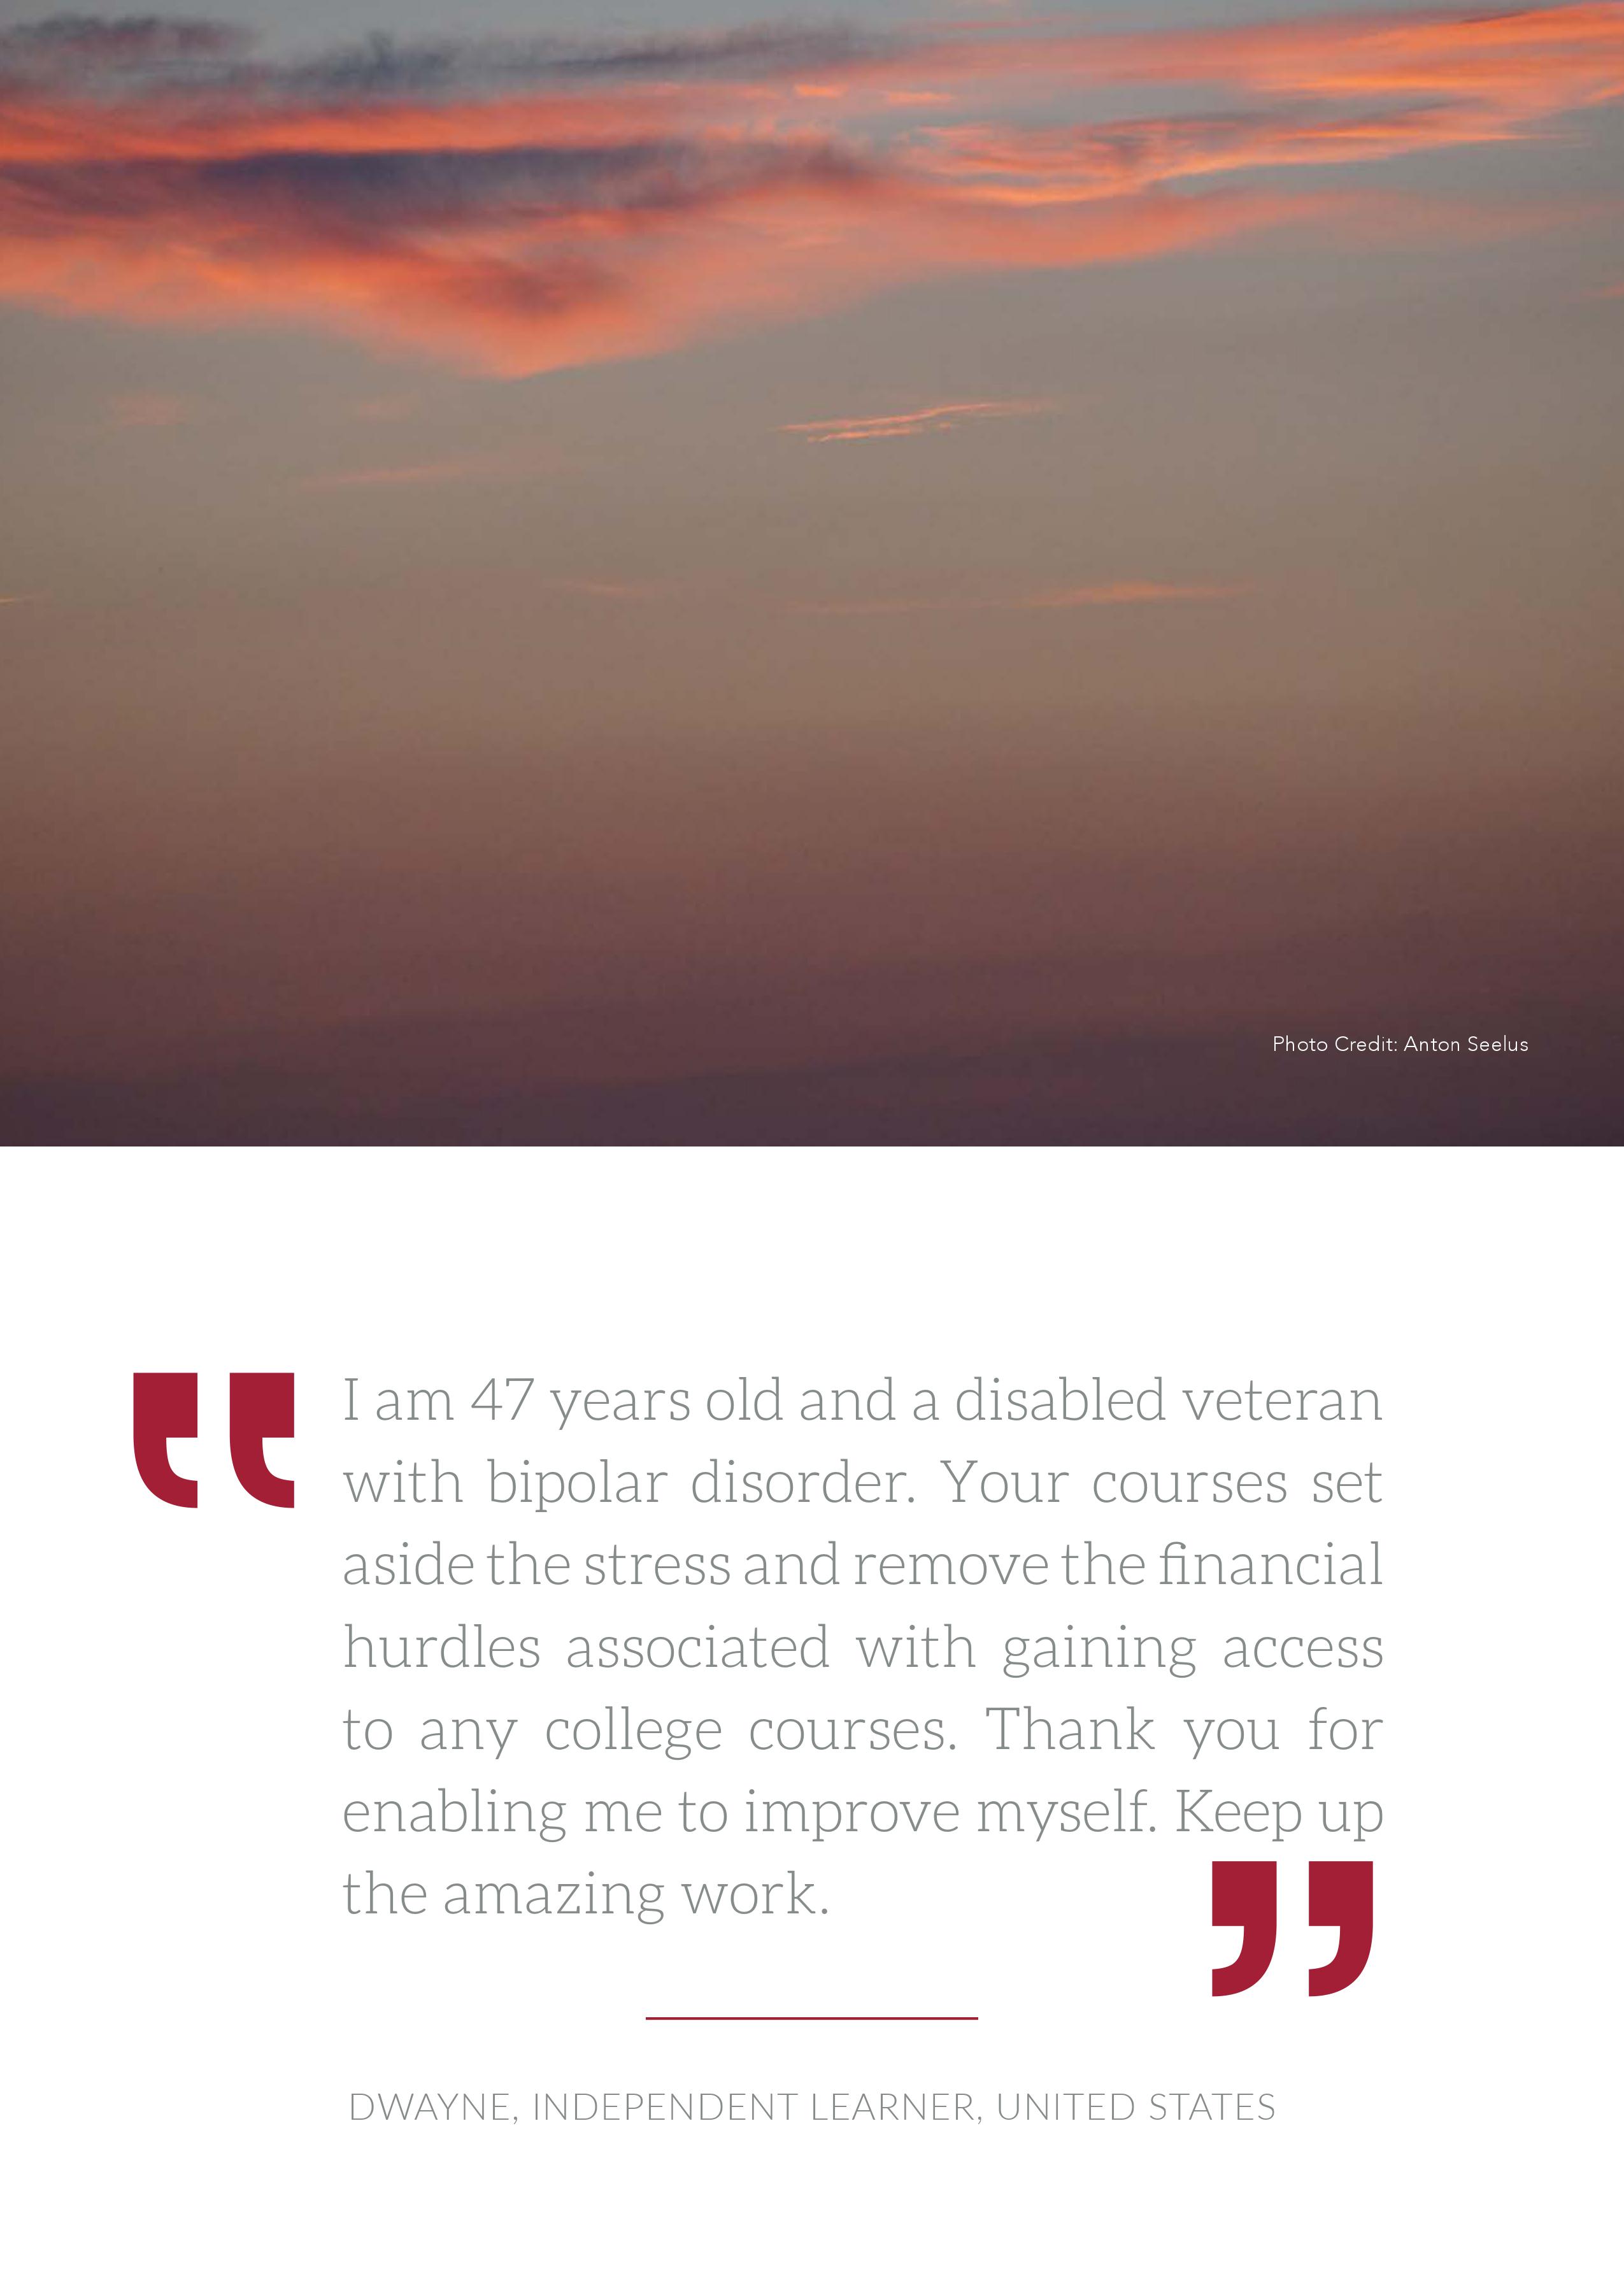 Photo Credit: Anton Seelus
“I am 47 years old and a disabled veteran
with bipolar disorder. Your courses set
aside the stress and remove the financial
hurdles associated with gaining access
to any college courses. Thank you for
enabling me to improve myself. Keep up
the amazing work.”
DWAYNE, INDEPENDENT LEARNER, UNITED STATES